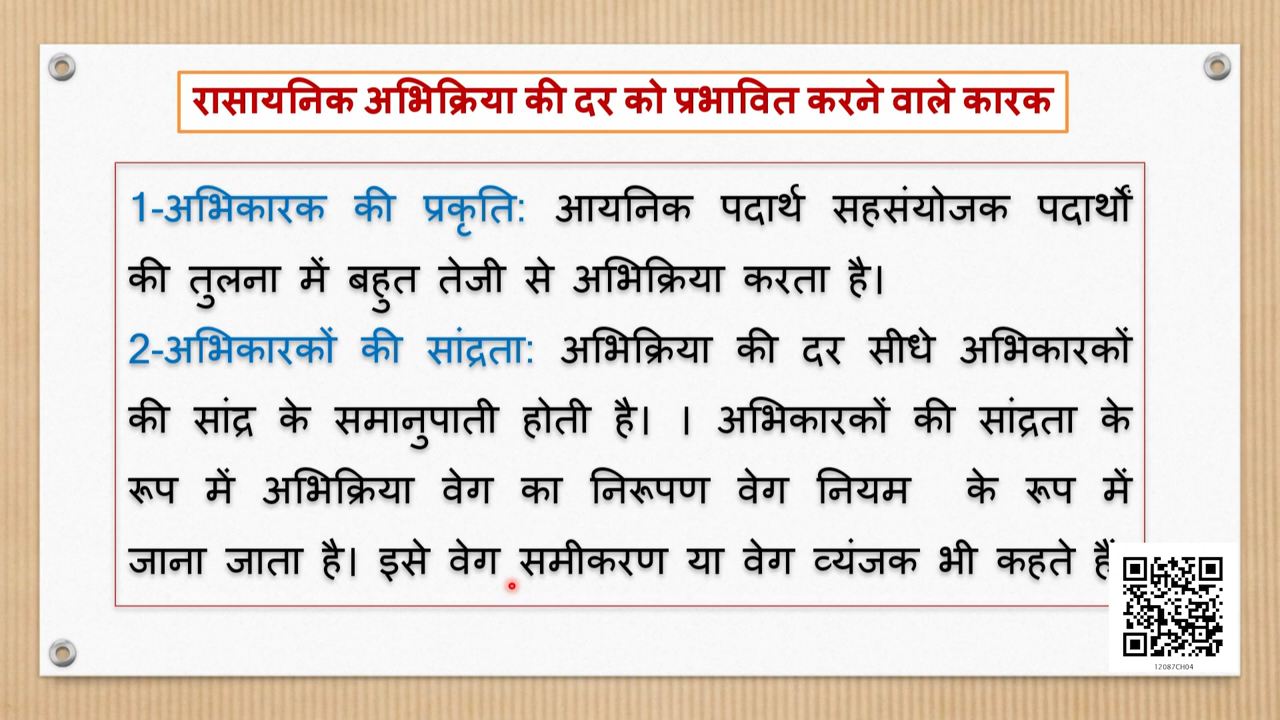 रासायनिक अभिक्रिया की दर को प्रभावित करने वाले कारक
1-अभिकारक की प्रकृति: आयनिक पदार्थ सहसंयोजक पदार्थों
की तुलना में बहुत तेजी से अभिक्रिया करता है।
2-अभिकारकों की सांद्रता: अभिक्रिया की दर सीधे अभिकारकों
की सांद्र के समानुपाती होती है। । अभिकारकों की सांद्रता के
रूप में अभिक्रिया वेग का निरूपण वेग नियम के रूप में
जाना जाता है। इसे वेग समीकरण या वेग व्यंजक भी कहते हैं
12087CH04